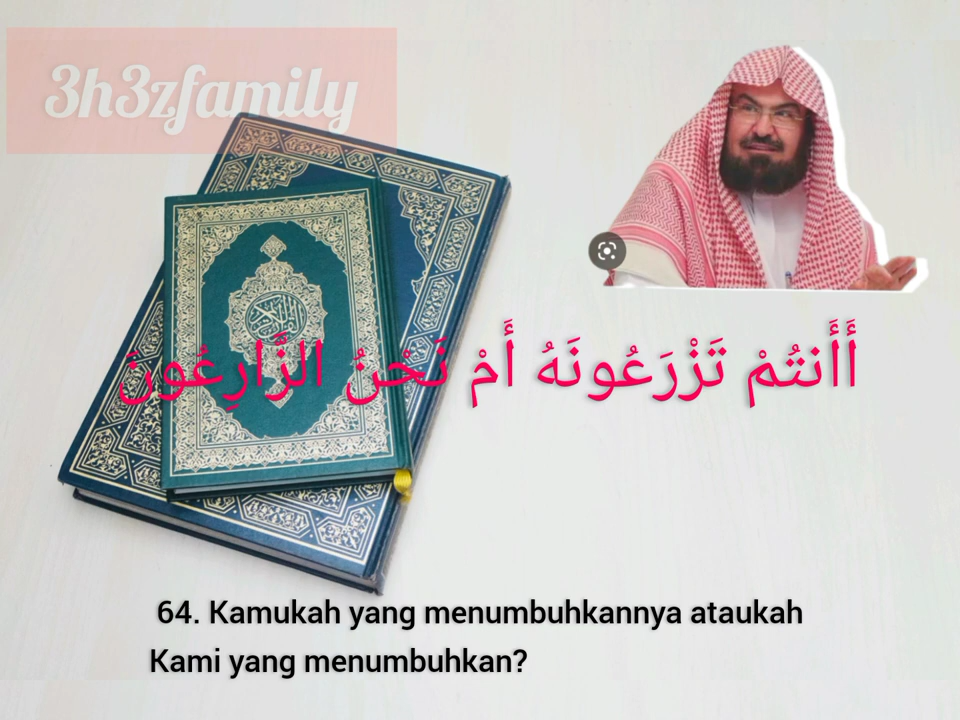 3h3zfamily
أَأَنتُمْ تَزْرَعُونَهُ أَمْ نَحْنُ الزَّارِعُونَ
64. Kamukah yang menumbuhkannya ataukah
Kami yang menumbuhkan?